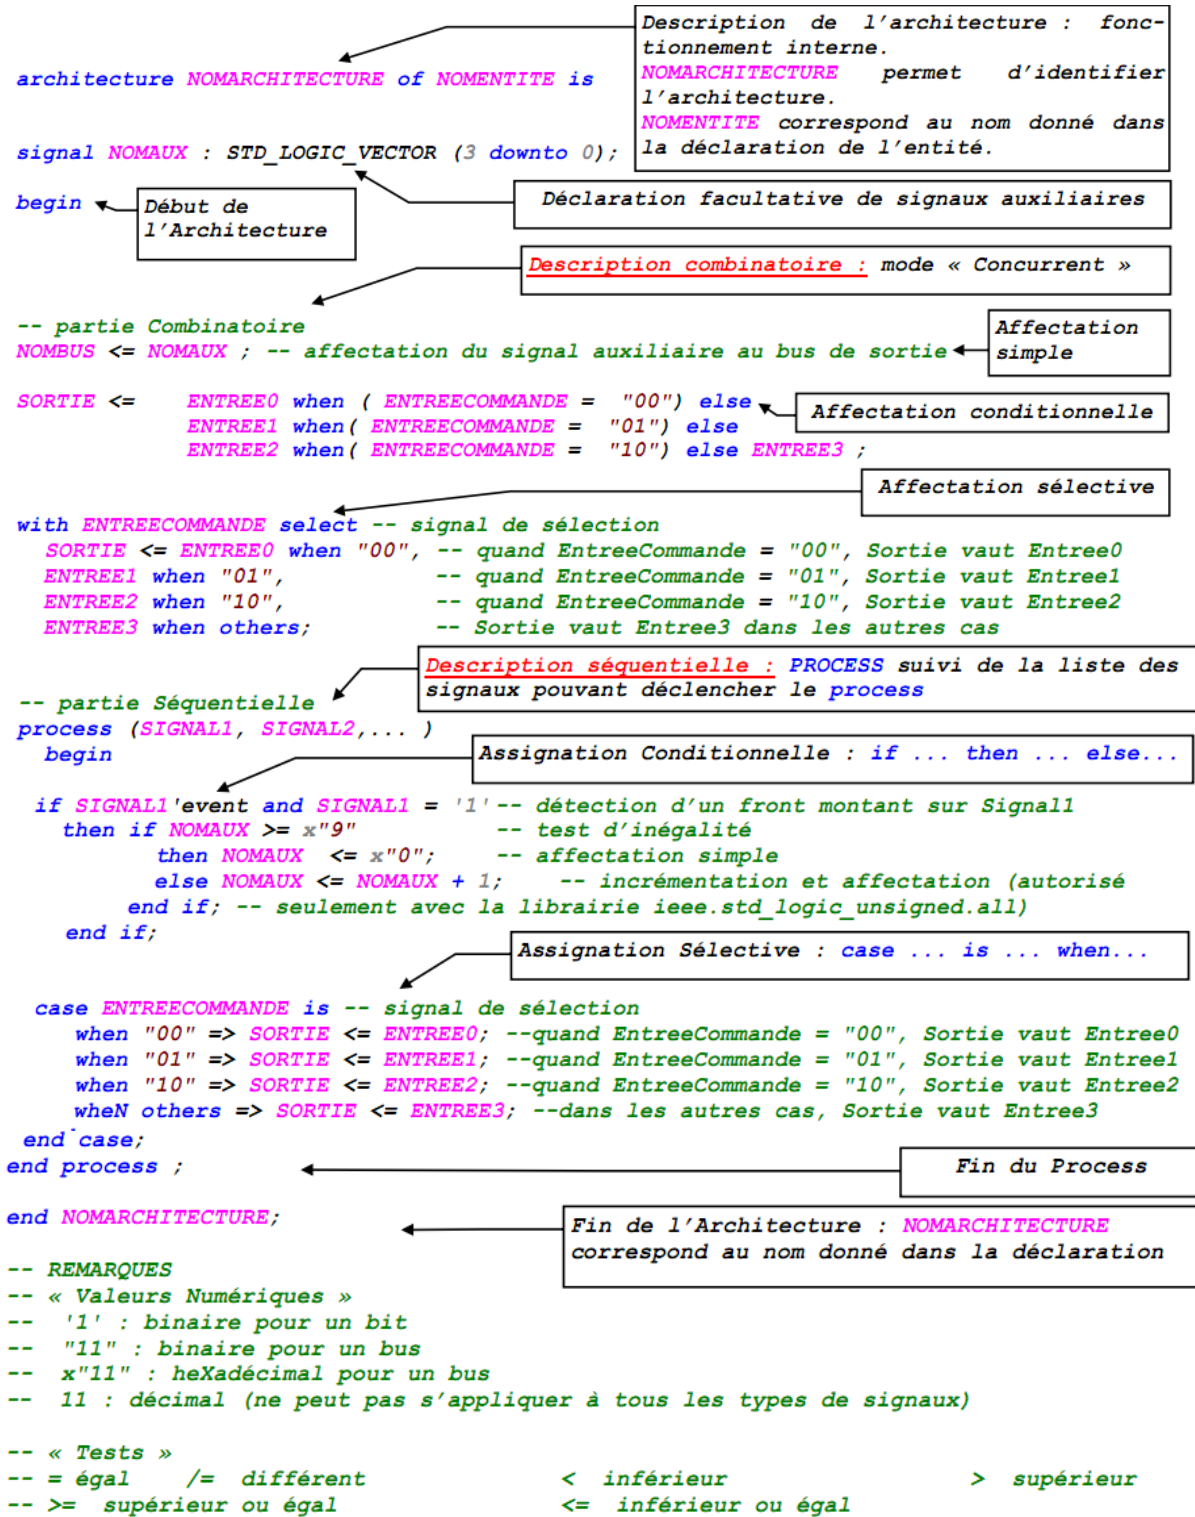 Description de l'architecture : fonc-
tionnement interne.
NOMARCHITECTURE permet d'identifier
l'architecture.
NOMENTITE correspond au nom donné dans
la déclaration de l'entité.
architecture NOMARCHITECTURE of NOMENTITE is
signal NOMAUX : STD_LOGIC_VECTOR (3 downto 0);
Déclaration facultative de signaux auxiliaires
begin
Début de
l'Architecture
Description combinatoire : mode « Concurrent »
-- partie Combinatoire
NOMBUS <= NOMAUX ; -- affectation du signal auxiliaire au bus de sortie
Affectation
simple
SORTIE <= ENTREE0 when ( ENTREECOMMANDE = "00") else
ENTREE1 when( ENTREECOMMANDE = "01") else
ENTREE2 when( ENTREECOMMANDE = "10") else ENTREE3 ;
Affectation conditionnelle
Affectation sélective
with ENTREECOMMANDE select -- signal de sélection
SORTIE <= ENTREE0 when "00", -- quand EntreeCommande = "00", Sortie vaut Entree0
ENTREE1 when "01", -- quand EntreeCommande = "01", Sortie vaut Entree1
ENTREE2 when "10", -- quand EntreeCommande = "10", Sortie vaut Entree2
ENTREE3 when others; -- Sortie vaut Entree3 dans les autres cas
Description séquentielle : PROCESS suivi de la liste des
signaux pouvant déclencher le process
-- partie Séquentielle
process (SIGNAL1, SIGNAL2,... )
begin
Assignation Conditionnelle : if ... then ... else...
if SIGNAL1'event and SIGNAL1 = '1' -- détection d'un front montant sur Signal1
then if NOMAUX >= x"9" -- test d'inégalité
then NOMAUX <= x"0"; -- affectation simple
else NOMAUX <= NOMAUX + 1; -- incrémentation et affectation (autorisé
end if; -- seulement avec la librairie ieee.std_logic_unsigned.all)
end if;
Assignation Sélective : case ... is ... when...
case ENTREECOMMANDE is -- signal de sélection
when "00" => SORTIE <= ENTREE0; --quand EntreeCommande = "00", Sortie vaut Entree0
when "01" => SORTIE <= ENTREE1; --quand EntreeCommande = "01", Sortie vaut Entree1
when "10" => SORTIE <= ENTREE2; --quand EntreeCommande = "10", Sortie vaut Entree2
wheN others => SORTIE <= ENTREE3; --dans les autres cas, Sortie vaut Entree3
end case;
end process ;
Fin du Process
end NOMARCHITECTURE;
Fin de l'Architecture : NOMARCHITECTURE
correspond au nom donné dans la déclaration
-- REMARQUES
-- « Valeurs Numériques »
-- '1' : binaire pour un bit
-- "11" : binaire pour un bus
-- x"11" : heXadécimal pour un bus
-- 11 : décimal (ne peut pas s'appliquer à tous les types de signaux)
-- « Tests »
-- = égal /= différent < inférieur > supérieur
-- >= supérieur ou égal <= inférieur ou égal